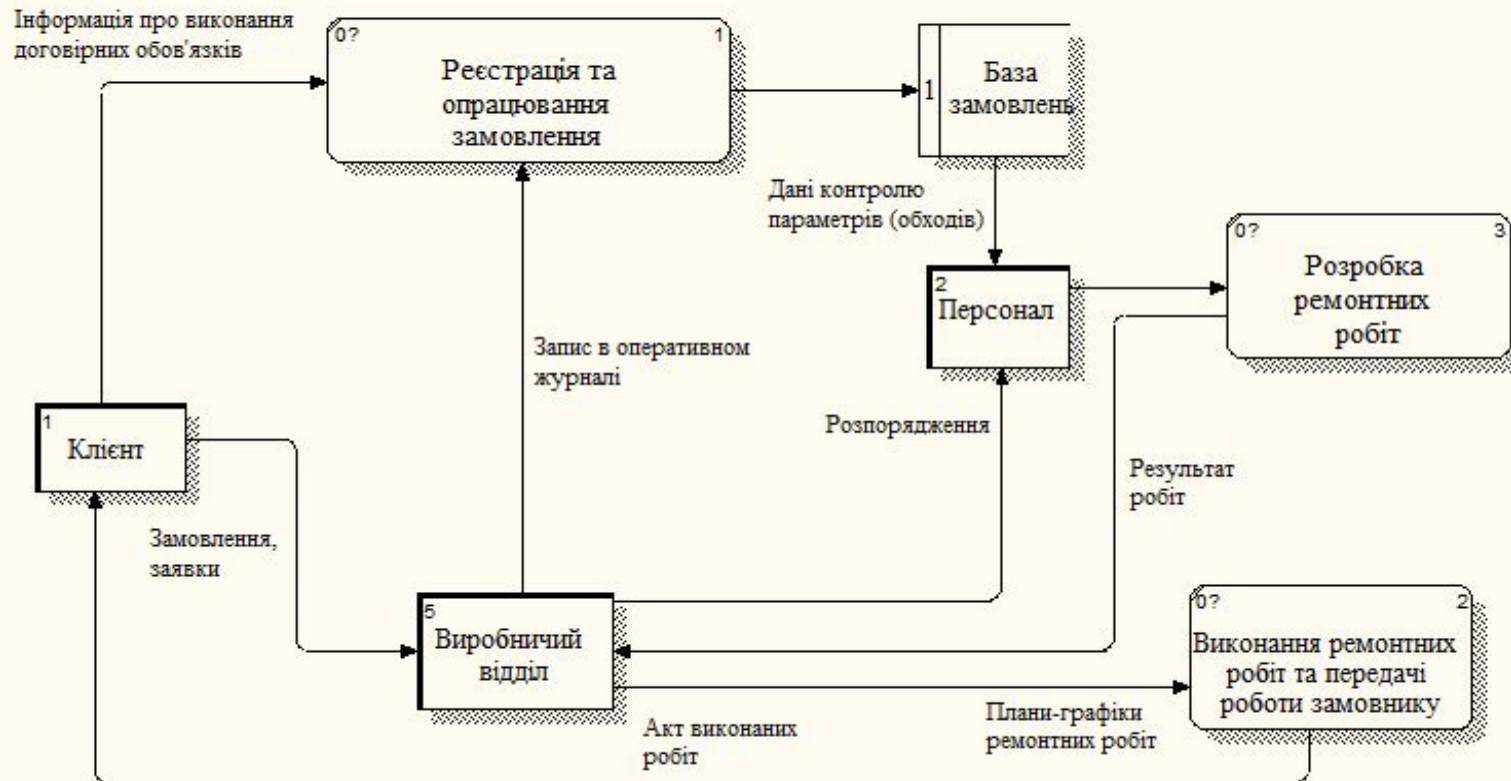 Інформація про виконання
договірних обов'язків
0?
1
Реєстрація та
опрацювання
замовлення
1
База
замовлень
Дані контролю
параметрів (обходів)
0?
3
Розробка
ремонтних
робіт
2
Персонал
Запис в оперативном
журналі
1
Клієнт
Розпорядження
Результат
робіт
Замовлення,
заявки
5
Виробничий
відділ
0?
2
Виконання ремонтних
робіт та передачі
роботи замовнику
Акт виконаних
робіт
Плани-графіки
ремонтних робіт